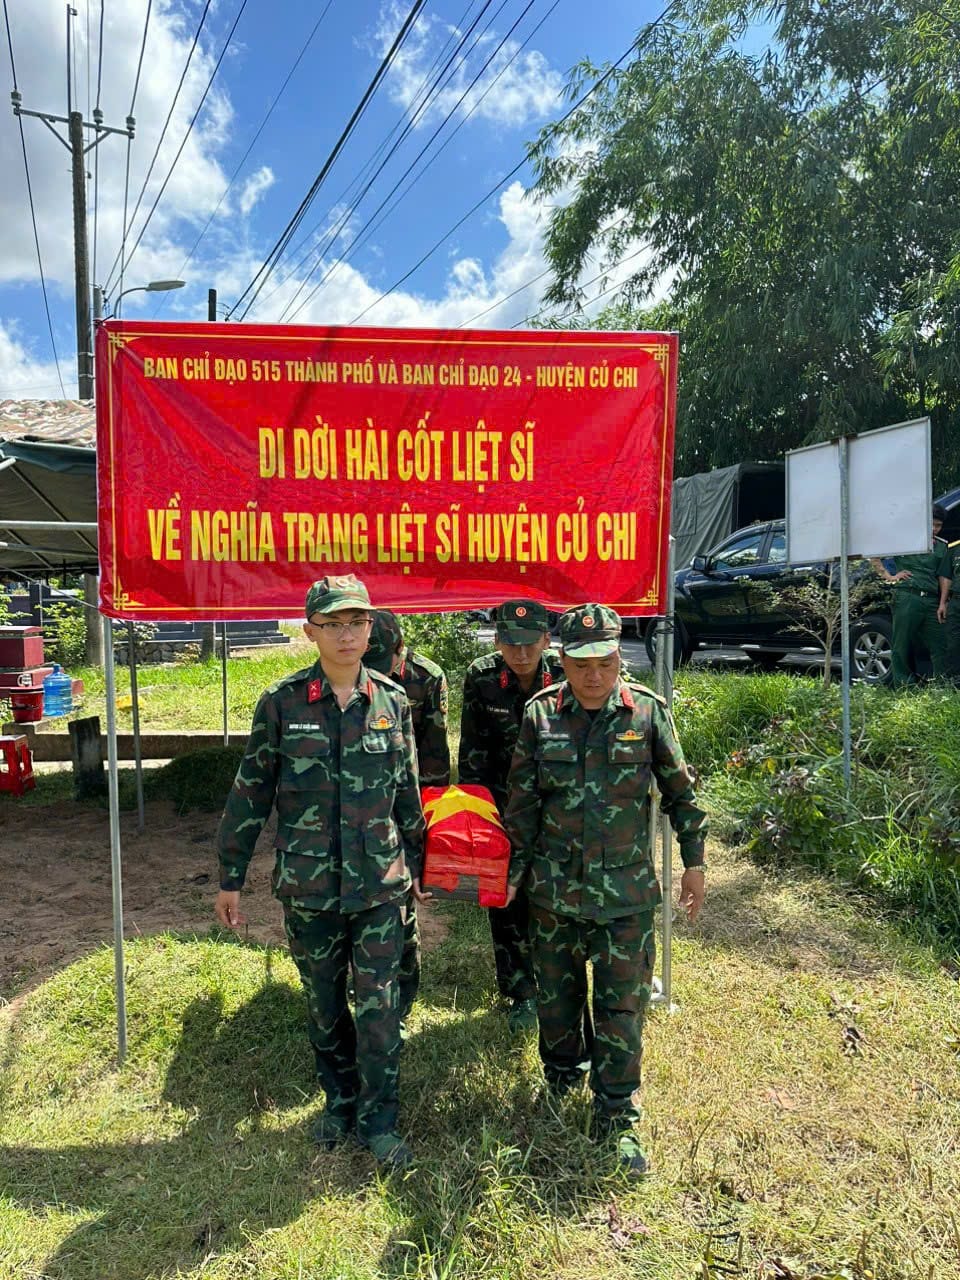 BAN CHỈ ĐẠO 515 THÀNH PHỐ VÀ BAN CHỈ ĐẠO 24 - HUYỆN CỦ CHI
DI DỜI HÀI CỐT LIỆT SĨ
VỀ NGHĨA TRANG LIỆT SĨ HUYỆN CỦ CHI